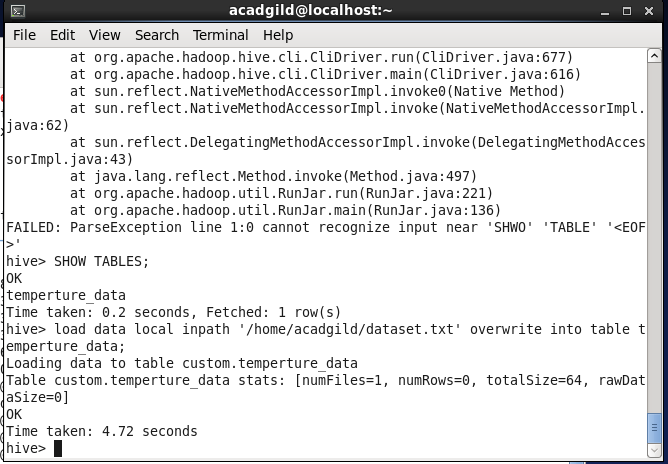 acadgild@localhost:~
File Edit View Search Terminal Help
at org.apache.hadoop.hive.cli.CliDriver.run(CliDriver.java:677)
at org.apache.hadoop.hive.cli.CliDriver.main(CliDriver.java:616)
at sun.reflect.NativeMethodAccessorImpl.invoke0(Native Method)
at sun.reflect.NativeMethodAccessorImpl.invoke(NativeMethodAccessorImpl.
java:62)
at sun.reflect.DelegatingMethodAccessorImpl.invoke(DelegatingMethodAcces
sorImpl.java:43)
at java.lang.reflect.Method.invoke(Method.java:497)
at org.apache.hadoop.util.RunJar.run(RunJar.java:221)
at org.apache.hadoop.util.RunJar.main(RunJar.java:136)
FAILED: ParseException line 1:0 cannot recognize input near 'SHWO' 'TABLE' '<EOF
>'
hive> SHOW TABLES;
OK
temperture_data
Time taken: 0.2 seconds, Fetched: 1 row(s)
hive> load data local inpath '/home/acadgild/dataset.txt' overwrite into table t
emperture_data;
Loading data to table custom.temperture_data
Table custom.temperture_data stats: [numFiles=1, numRows=0, totalSize=64, rawDat
aSize=0]
OK
Time taken: 4.72 seconds
hive>